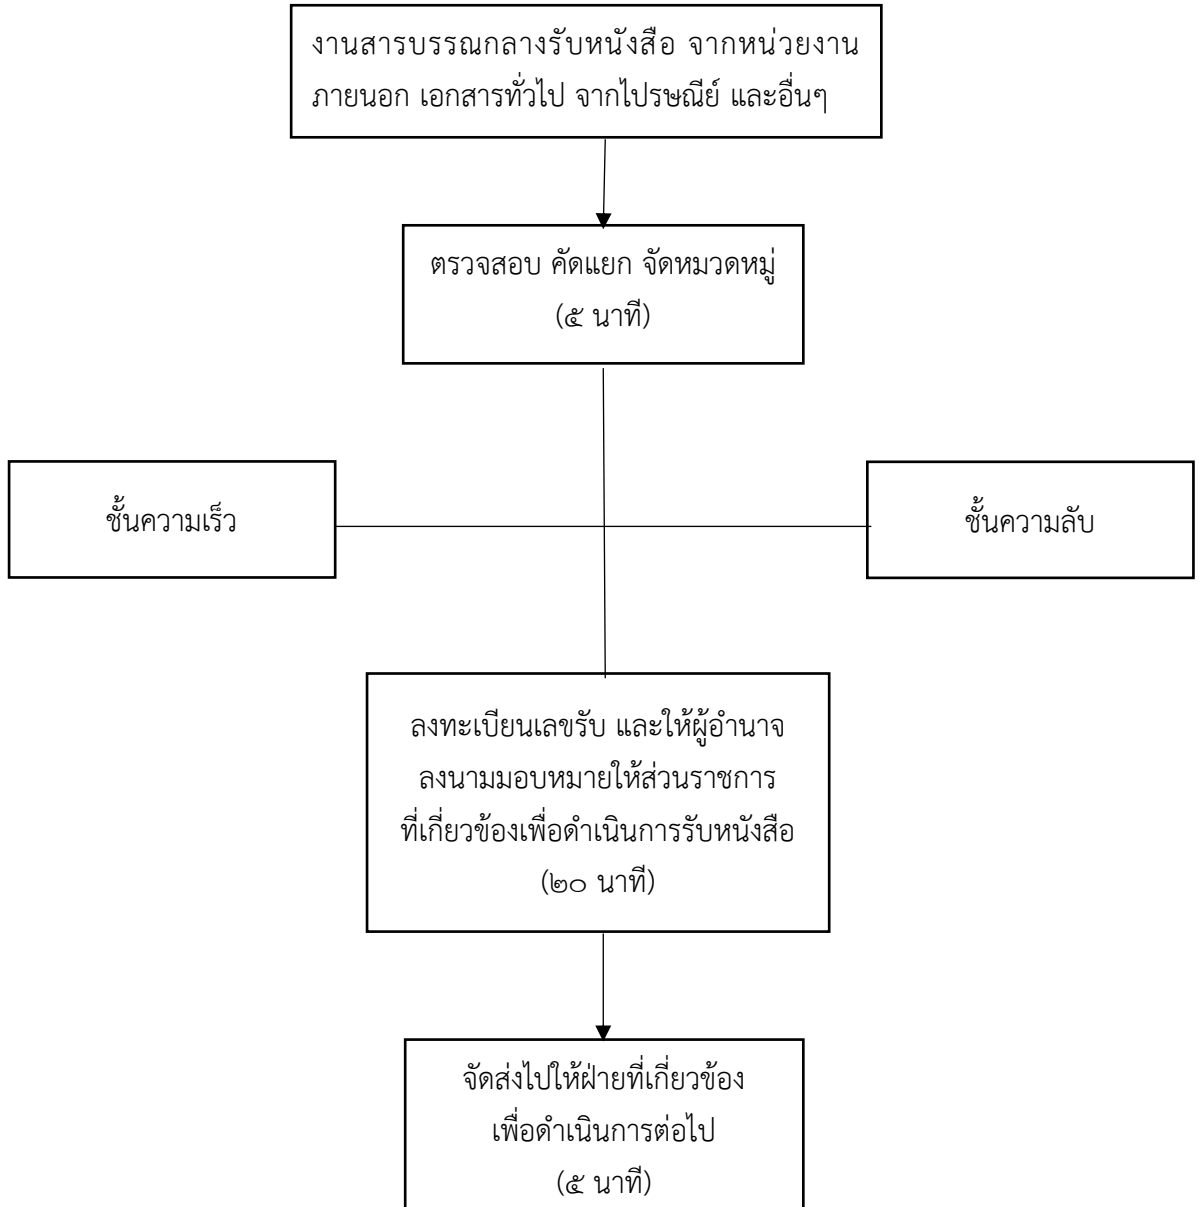 งานสารบรรณกลางรับหนังสือ จากหน่วยงาน
ภายนอก เอกสารทั่วไป จากไปรษณีย์ และอื่นๆ
ตรวจสอบ คัดแยก จัดหมวดหมู่
(๕ นาที)
ชั้นความเร็ว
ชั้นความลับ
ลงทะเบียนเลขรับ และให้ผู้อำนาจ
ลงนามมอบหมายให้ส่วนราชการ
ที่เกี่ยวข้องเพื่อดำเนินการรับหนังสือ
(๒๐ นาที)
จัดส่งไปให้ฝ่ายที่เกี่ยวข้อง
เพื่อดำเนินการต่อไป
(๕ นาที)